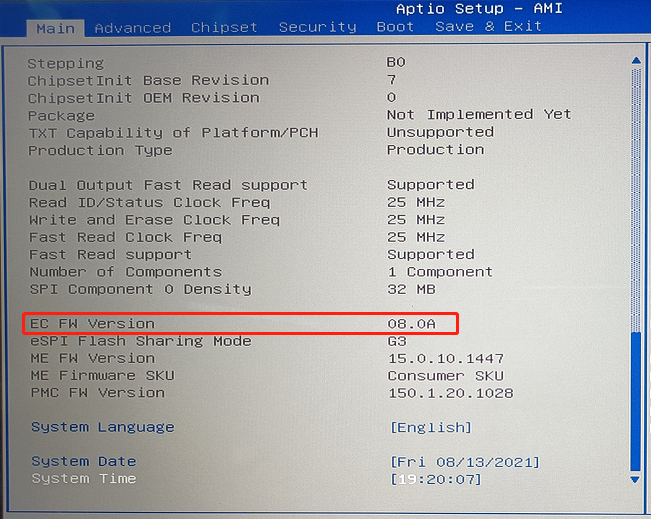 Aptio Setup - AMI
Main Advanced Chipset Security Boot Save & Exit
Stepping B0
ChipsetInit Base Revision 7
ChipsetInit OEM Revision 0
Package Not Implemented Yet
TXT Capability of Platform/PCH Unsupported
Production Type Production
Dual Output Fast Read support Supported
Read ID/Status Clock Freq 25 MHz
Write and Erase Clock Freq 25 MHz
Fast Read Clock Freq 25 MHz
Fast Read support Supported
Number of Components 1 Component
SPI Component 0 Density 32 MB
EC FW Version 08.0A
eSPI Flash Sharing Mode G3
ME FW Version 15.0.10.1447
ME Firmware SKU Consumer SKU
PMC FW Version 150.1.20.1028
System Language [English]
System Date [Fri 08/13/2021]
System Time [19:20:07]